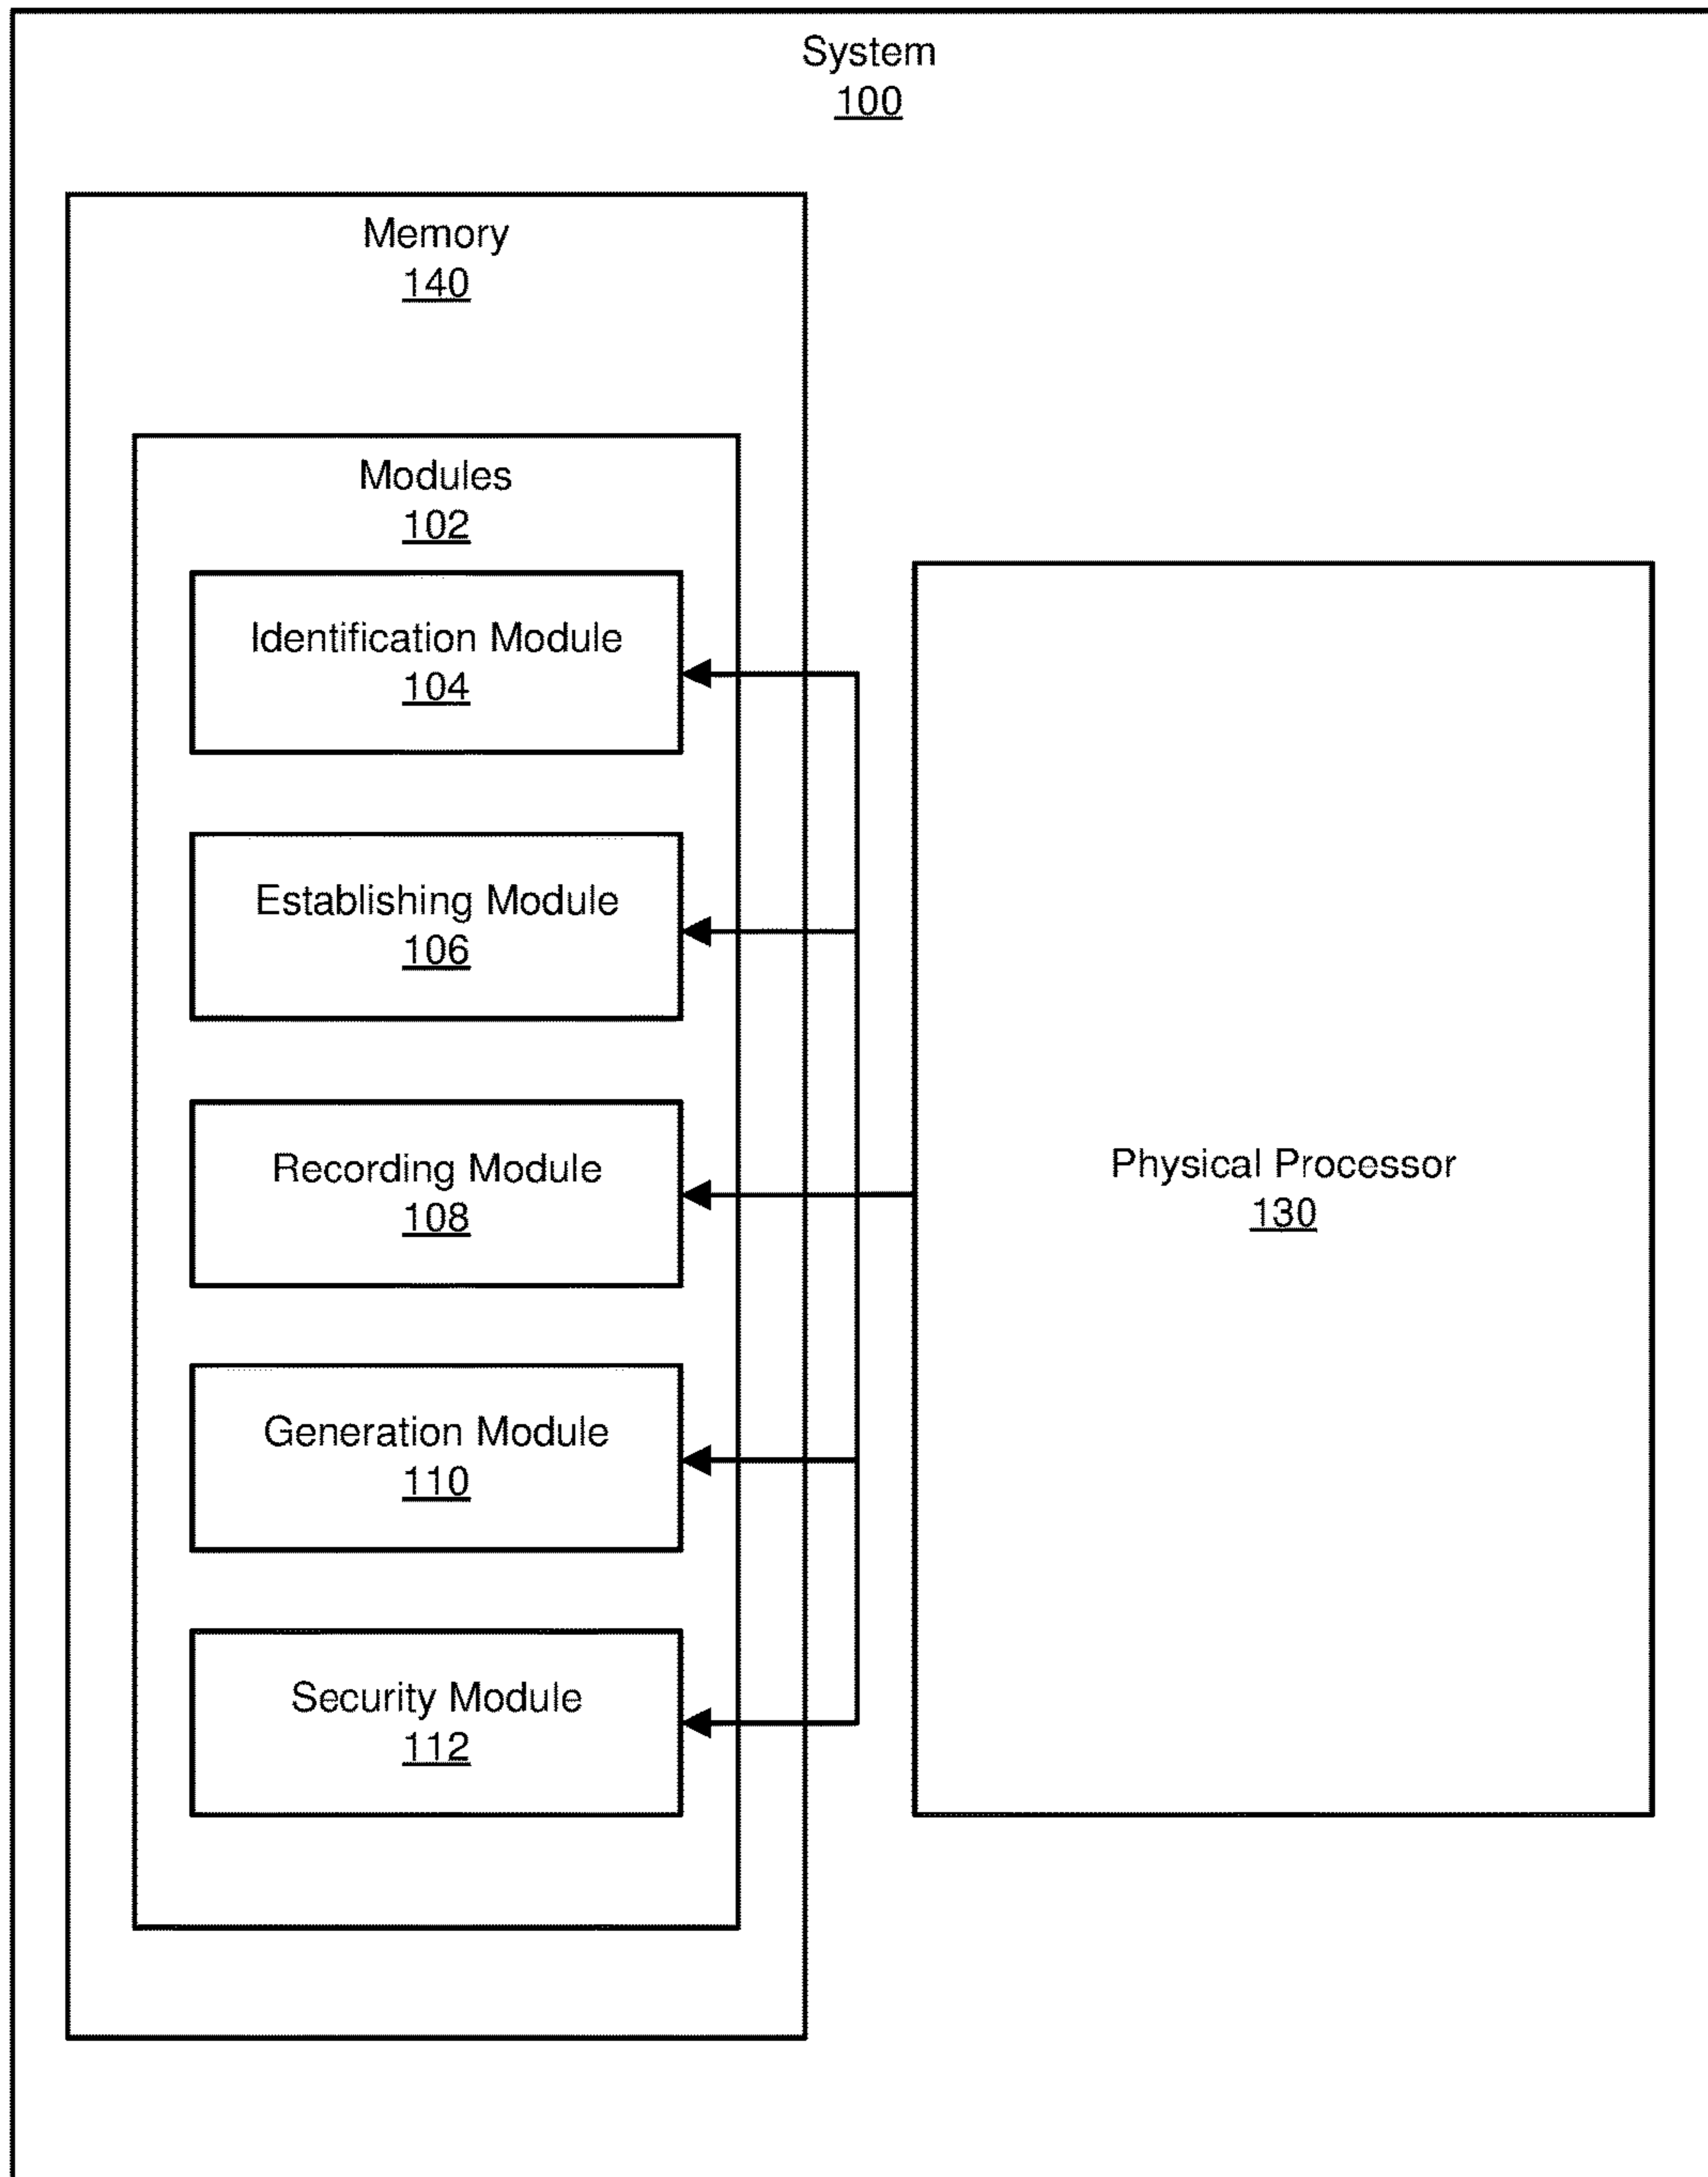 System
100
Memory
140
Modules
102
Identification Module
104
Establishing Module
106
Recording Module
108
Generation Module
110
Security Module
112
Physical Processor
130